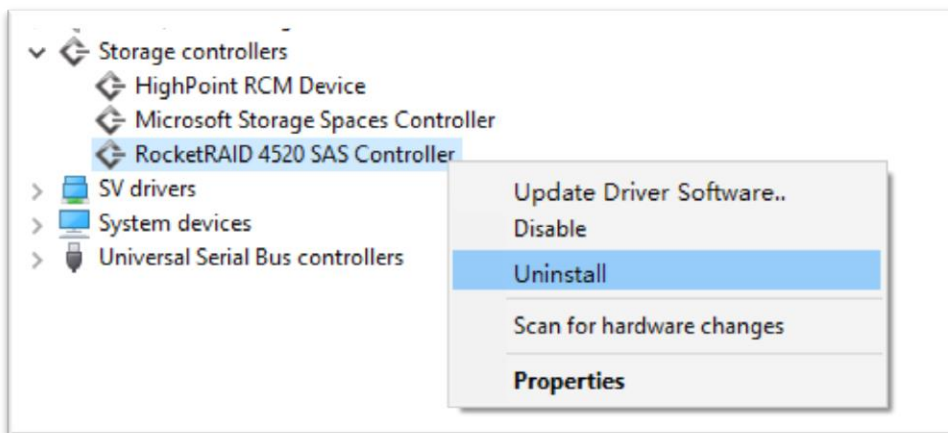 Storage controllers
HighPoint RCM Device
Microsoft Storage Spaces Controller
RocketRAID 4520 SAS Controller
SV drivers
System devices
Universal Serial Bus controllers
Update Driver Software..
Disable
Uninstall
Scan for hardware changes
Properties